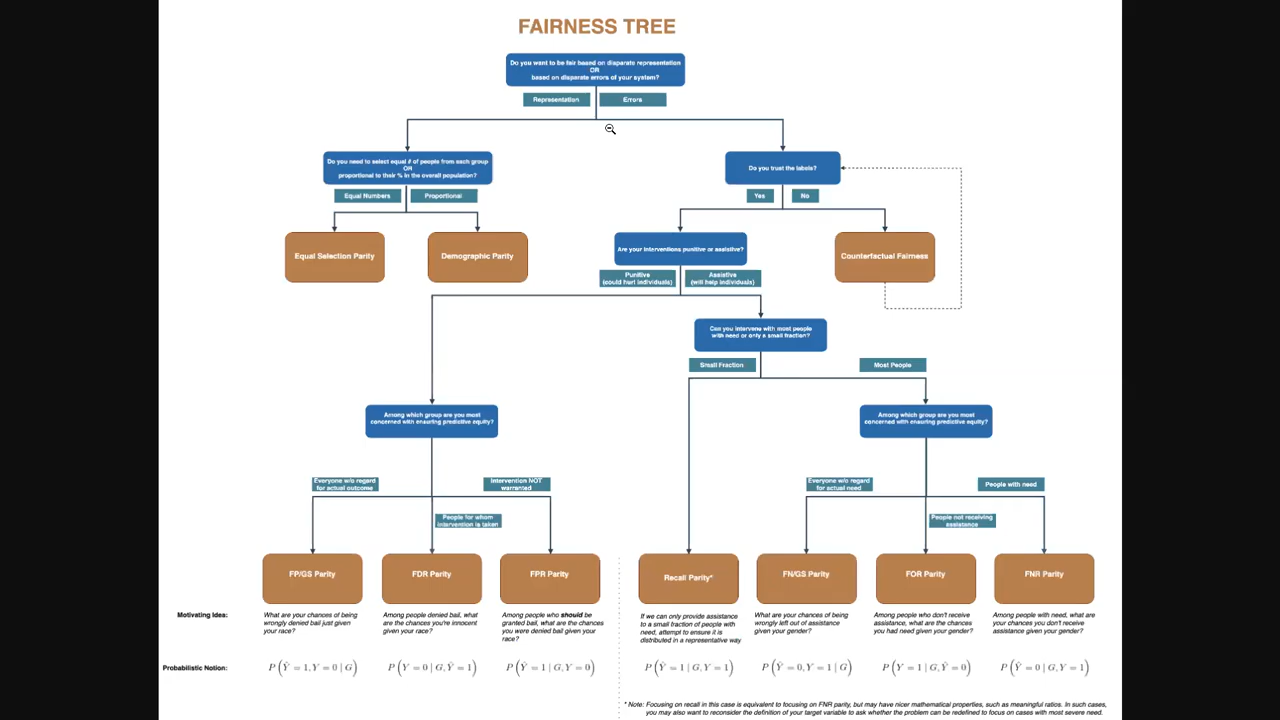 FAIRNESS TREE
Do you want to be fair based on disparate representation
OR
based on disparate errors of your system?
Representation
Errors
Do you need to select equal # of people from each group
OR
proportional to their % in the overall population?
Do you trust the labels?
Equal Numbers
Proportional
Yes
No
Equal Selection Parity
Demographic Parity
Are your interventions punitive or assistive?
Counterfactual Fairness
Punitive
(could hurt individuals)
Assistive
(will help individuals)
Can you intervene with most people
with need or only a small fraction?
Small Fraction
Most People
Among which group are you most
concerned with ensuring predictive equity?
Among which group are you most
concerned with ensuring predictive equity?
Everyone w/o regard
for actual outcome
Intervention NOT
warranted
People for whom
intervention is taken
Everyone w/o regard
for actual need
People with need
People not receiving
assistance
FP/GS Parity
FDR Parity
FPR Parity
Recall Parity*
FN/GS Parity
FOR Parity
FNR Parity
Motivating Idea:
What are your chances of being
wrongly denied bail just given
your race?
Among people denied bail, what
are the chances you're innocent
given your race?
Among people who should be
granted bail, what are the chances
you were denied bail given your
race?
If we can only provide assistance
to a small fraction of people with
need, attempt to ensure it is
distributed in a representative way
What are your chances of being
wrongly left out of assistance
given your gender?
Among people who don't receive
assistance, what are the chances
you had need given your gender?
Among people with need, what are
your chances you don't receive
assistance given your gender?
Probabilistic Notion:
P(Ŷ = 1, Y = 0 | G)
P(Y = 0 | G, Ŷ = 1)
P(Ŷ = 1 | G, Y = 0)
P(Ŷ = 1 | G, Y = 1)
P(Ŷ = 0, Y = 1 | G)
P(Y = 1 | G, Ŷ = 0)
P(Ŷ = 0 | G, Y = 1)
* Note: Focusing on recall in this case is equivalent to focusing on FNR parity, but may have nicer mathematical properties, such as meaningful ratios. In such cases,
you may also want to reconsider the definition of your target variable to ask whether the problem can be redefined to focus on cases with most severe need.